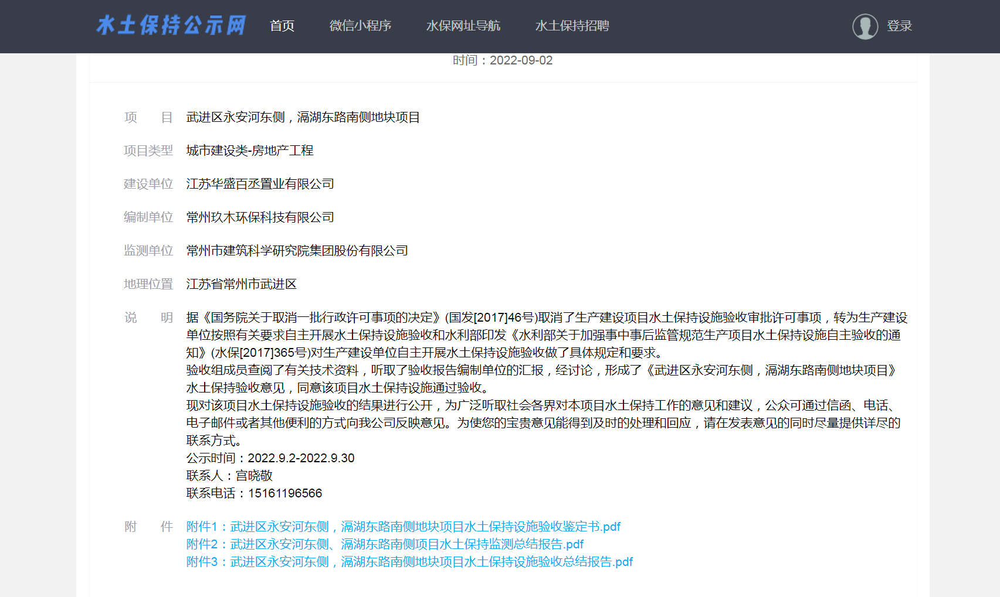 水土保持公示网 首页 微信小程序 水保网址导航 水土保持招聘 登录
时间：2022-09-02
项 目 武进区永安河东侧，滆湖东路南侧地块项目
项目类型 城市建设类-房地产工程
建设单位 江苏华盛百丞置业有限公司
编制单位 常州玖木环保科技有限公司
监测单位 常州市建筑科学研究院集团股份有限公司
地理位置 江苏省常州市武进区
说 明 据《国务院关于取消一批行政许可事项的决定》(国发[2017]46号)取消了生产建设项目水土保持设施验收审批许可事项，转为生产建设
单位按照有关要求自主开展水土保持设施验收和水利部印发《水利部关于加强事中事后监管规范生产项目水土保持设施自主验收的通
知》(水保[2017]365号)对生产建设单位自主开展水土保持设施验收做了具体规定和要求。
验收组成员查阅了有关技术资料，听取了验收报告编制单位的汇报，经讨论，形成了《武进区永安河东侧，滆湖东路南侧地块项目》
水土保持验收意见，同意该项目水土保持设施通过验收。
现对该项目水土保持设施验收的结果进行公开，为广泛听取社会各界对本项目水土保持工作的意见和建议，公众可通过信函、电话、
电子邮件或者其他便利的方式向我公司反映意见。为使您的宝贵意见能得到及时的处理和回应，请在发表意见的同时尽量提供详尽的
联系方式。
公示时间：2022.9.2-2022.9.30
联系人：宫晓敬
联系电话：15161196566
附 件 附件1：武进区永安河东侧，滆湖东路南侧地块项目水土保持设施验收鉴定书.pdf
附件2：武进区永安河东侧、滆湖东路南侧项目水土保持监测总结报告.pdf
附件3：武进区永安河东侧，滆湖东路南侧地块项目水土保持设施验收总结报告.pdf